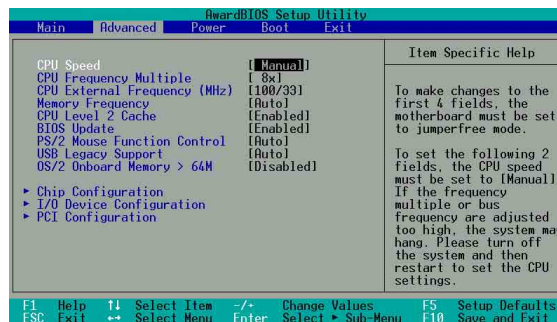 AwardBIOS Setup Utility
Main Advanced Power Boot Exit
CPU Speed [ Manual]
CPU Frequency Multiple [ 8x]
CPU External Frequency (MHz) [100/33]
Memory Frequency [Auto]
CPU Level 2 Cache [Enabled]
BIOS Update [Enabled]
PS/2 Mouse Function Control [Auto]
USB Legacy Support [Auto]
OS/2 Onboard Memory > 64M [Disabled]
▶ Chip Configuration
▶ I/O Device Configuration
▶ PCI Configuration
Item Specific Help
To make changes to the
first 4 fields, the
motherboard must be set
to jumperfree mode.
To set the following 2
fields, the CPU speed
must be set to [Manual]
If the frequency
multiple or bus
frequency are adjusted
too high, the system ma
hang. Please turn off
the system and then
restart to set the CPU
settings.
F1 Help ↑↓ Select Item -/+ Change Values F5 Setup Defaults
ESC Exit ↔ Select Menu Enter Select ▶ Sub-Menu F10 Save and Exit